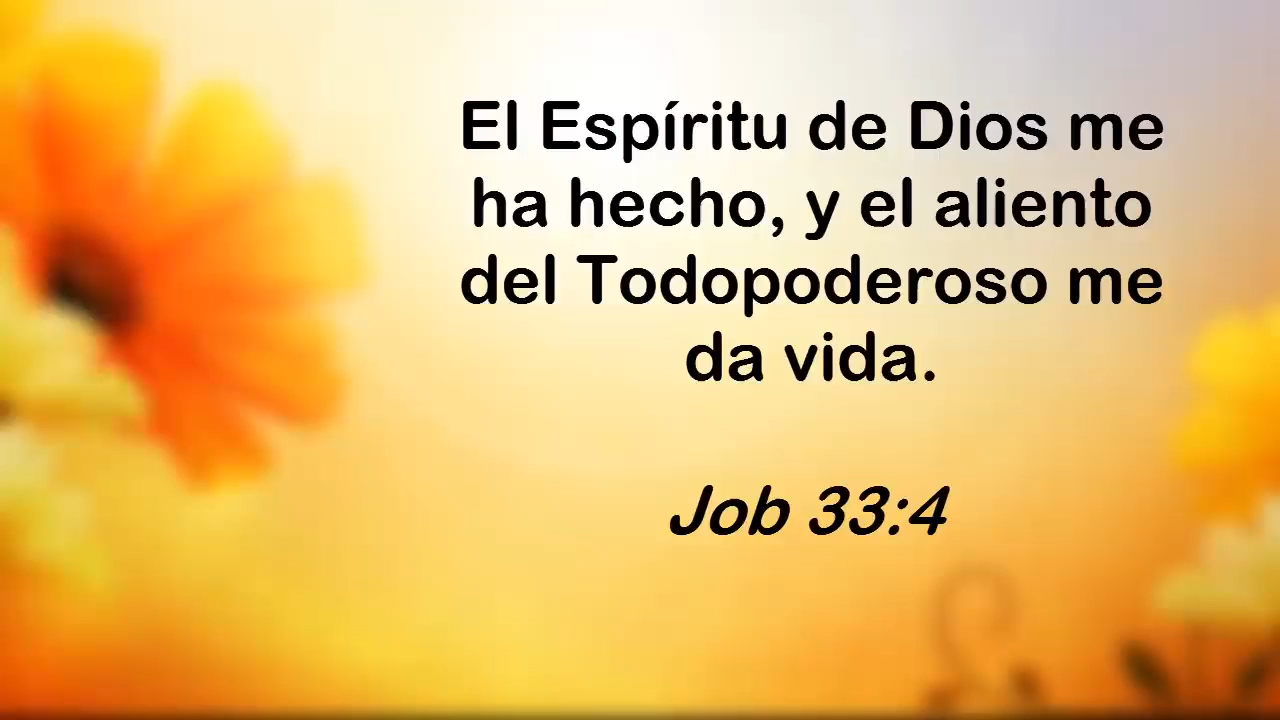 El Espíritu de Dios me
ha hecho, y el aliento
del Todopoderoso me
da vida.
Job 33:4